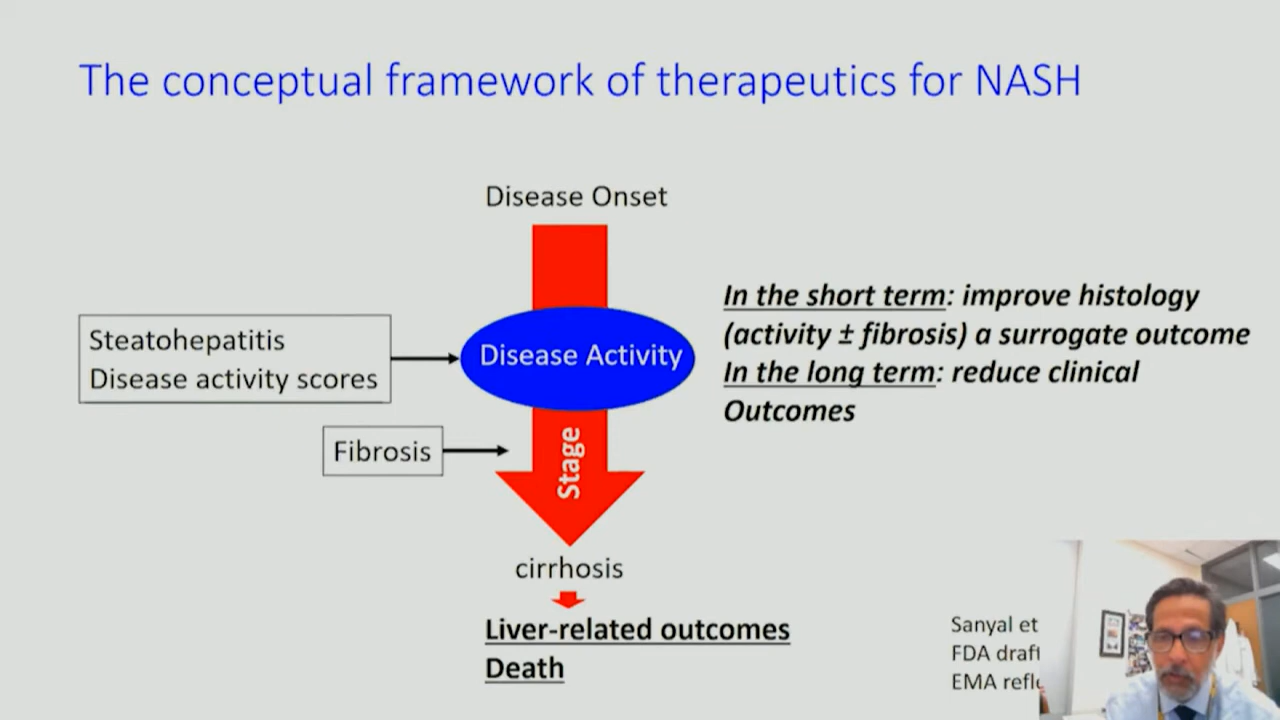 The conceptual framework of therapeutics for NASH
Disease Onset
Steatohepatitis
Disease activity scores
Disease Activity
In the short term: improve histology
(activity ± fibrosis) a surrogate outcome
In the long term: reduce clinical
Outcomes
Fibrosis
Stage
cirrhosis
Liver-related outcomes
Death
Sanyal et
FDA
EMA